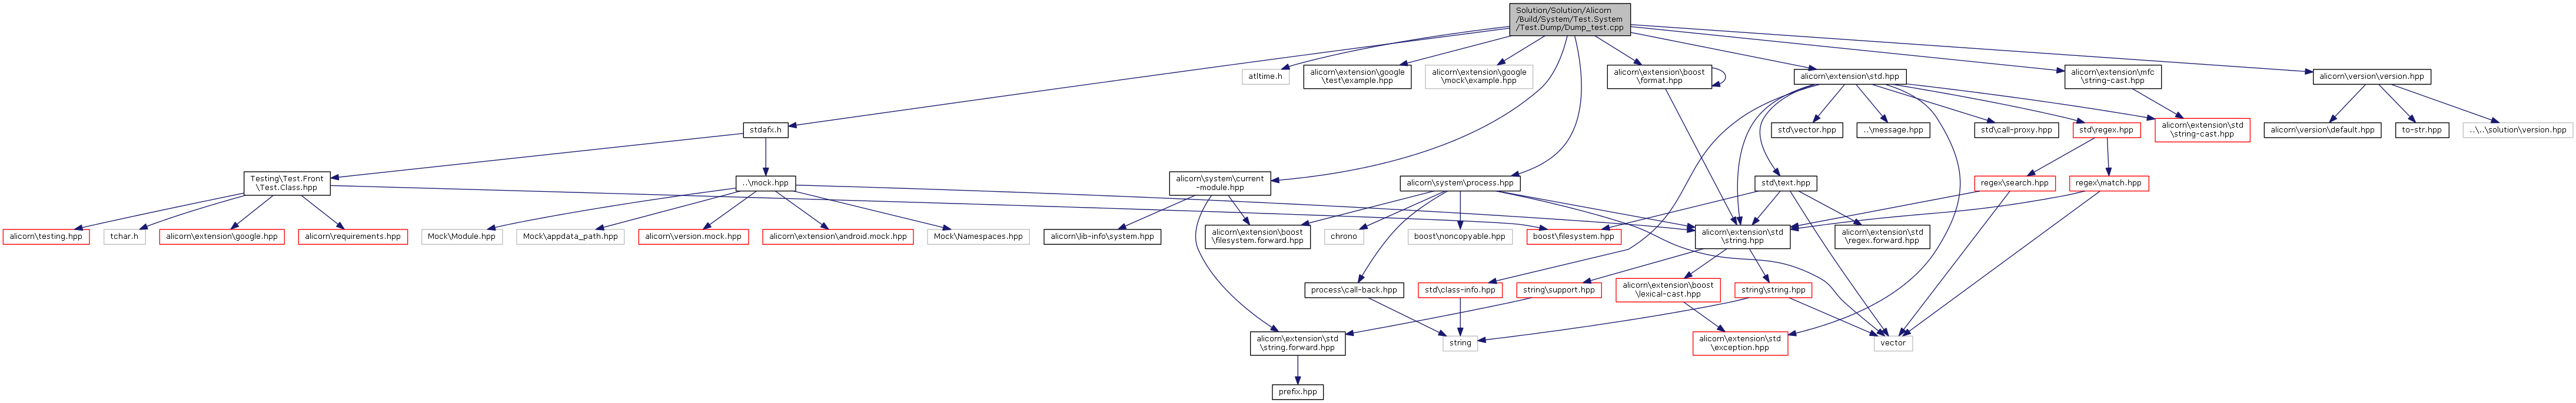 Solution/Solution/Alicorn
/Build/System/Test.System
/Test.Dump/Dump_test.cpp
atltime.h
alicorn\extension\google
\test\example.hpp
alicorn\extension\google
\mock\example.hpp
alicorn\extension\boost
\format.hpp
alicorn\extension\std.hpp
alicorn\extension\mfc
\string-cast.hpp
alicorn\version\version.hpp
stdafx.h
std\vector.hpp
..\message.hpp
std\call-proxy.hpp
std\regex.hpp
alicorn\extension\std
\string-cast.hpp
alicorn\version\default.hpp
to-str.hpp
..\..\solution\version.hpp
Testing\Test.Front
\Test.Class.hpp
..\mock.hpp
alicorn\system\current
-module.hpp
alicorn\system\process.hpp
std\text.hpp
regex\search.hpp
regex\match.hpp
alicorn\testing.hpp
tchar.h
alicorn\extension\google.hpp
alicorn\requirements.hpp
Mock\Module.hpp
Mock\appdata_path.hpp
alicorn\version.mock.hpp
alicorn\extension\android.mock.hpp
Mock\Namespaces.hpp
alicorn\lib-info\system.hpp
alicorn\extension\boost
\filesystem.forward.hpp
chrono
boost\noncopyable.hpp
boost\filesystem.hpp
alicorn\extension\std
\string.hpp
alicorn\extension\std
\regex.forward.hpp
process\call-back.hpp
std\class-info.hpp
string\support.hpp
alicorn\extension\boost
\lexical-cast.hpp
string\string.hpp
alicorn\extension\std
\string.forward.hpp
string
alicorn\extension\std
\exception.hpp
vector
prefix.hpp